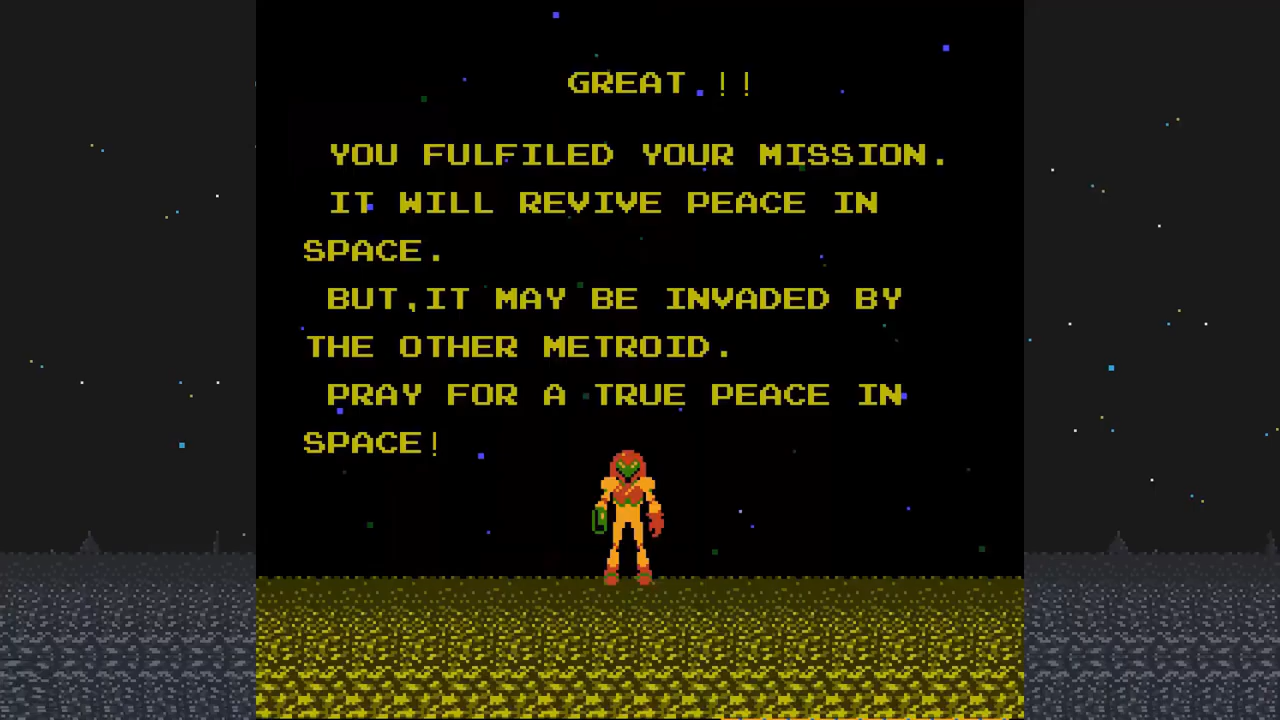 GREAT !!
YOU FULFILED YOUR MISSION.
IT WILL REVIVE PEACE IN
SPACE.
BUT,IT MAY BE INVADED BY
THE OTHER METROID.
PRAY FOR A TRUE PEACE IN
SPACE!